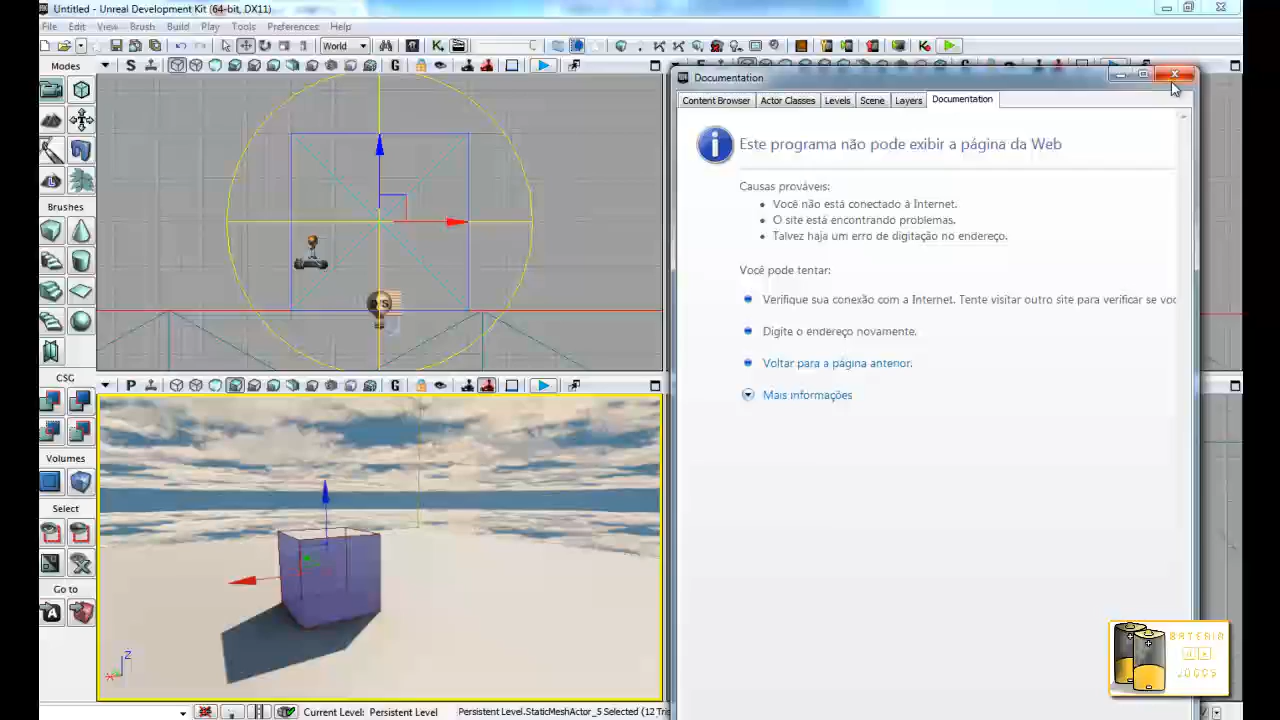 Untitled - Unreal Development Kit (64-bit, DX11)
File Edit View Brush Build Play Tools Preferences Help
World
Modes
Brushes
CSG
Volumes
Select
Go to
S
G
P
G
Z
Documentation
Content Browser Actor Classes Levels Scene Layers Documentation
Este programa não pode exibir a página da Web
Causas prováveis:
Você não está conectado à Internet.
O site está encontrando problemas.
Talvez haja um erro de digitação no endereço.
Você pode tentar:
Verifique sua conexão com a Internet. Tente visitar outro site para verificar se voc
Digite o endereço novamente.
Voltar para a página anterior.
Mais informações
BATERIA
JOGOS
Current Level: Persistent Level Persistent Level.StaticMeshActor_5 Selected (12 Tri